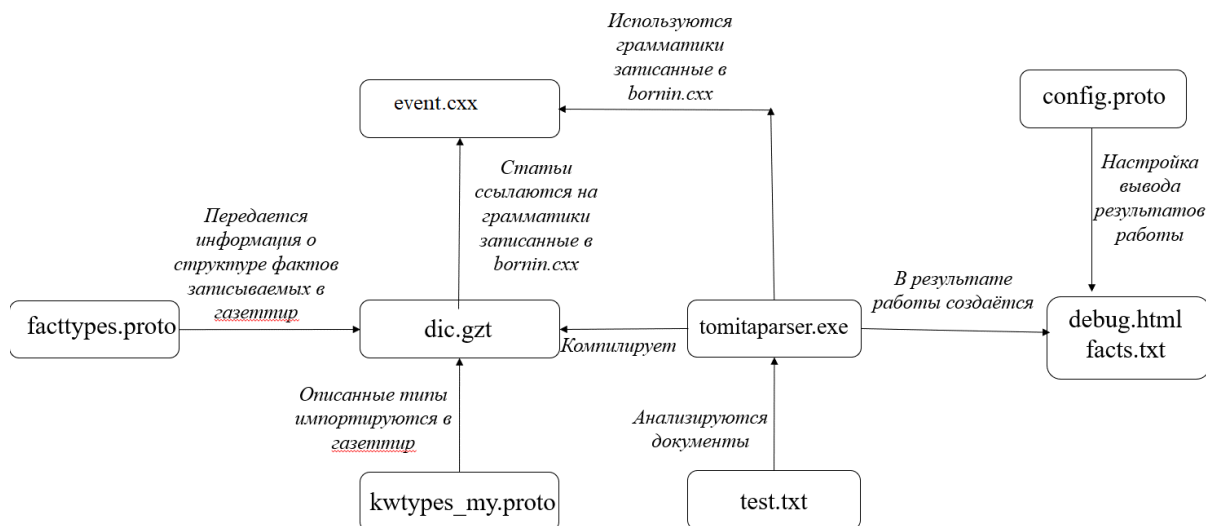 Используются
грамматики
записанные в
bornin.cxx
event.cxx
config.proto
Статьи
ссылаются на
грамматики
записанные в
bornin.cxx
Настройка
вывода
результатов
работы
Передается
информация о
структуре фактов
записываемых в
газеттир
В результате
работы создаётся
facttypes.proto
dic.gzt
Компилирует
tomitaparser.exe
debug.html
facts.txt
Описанные типы
импортируются в
газеттир
Анализируются
документы
kwtypes_my.proto
test.txt